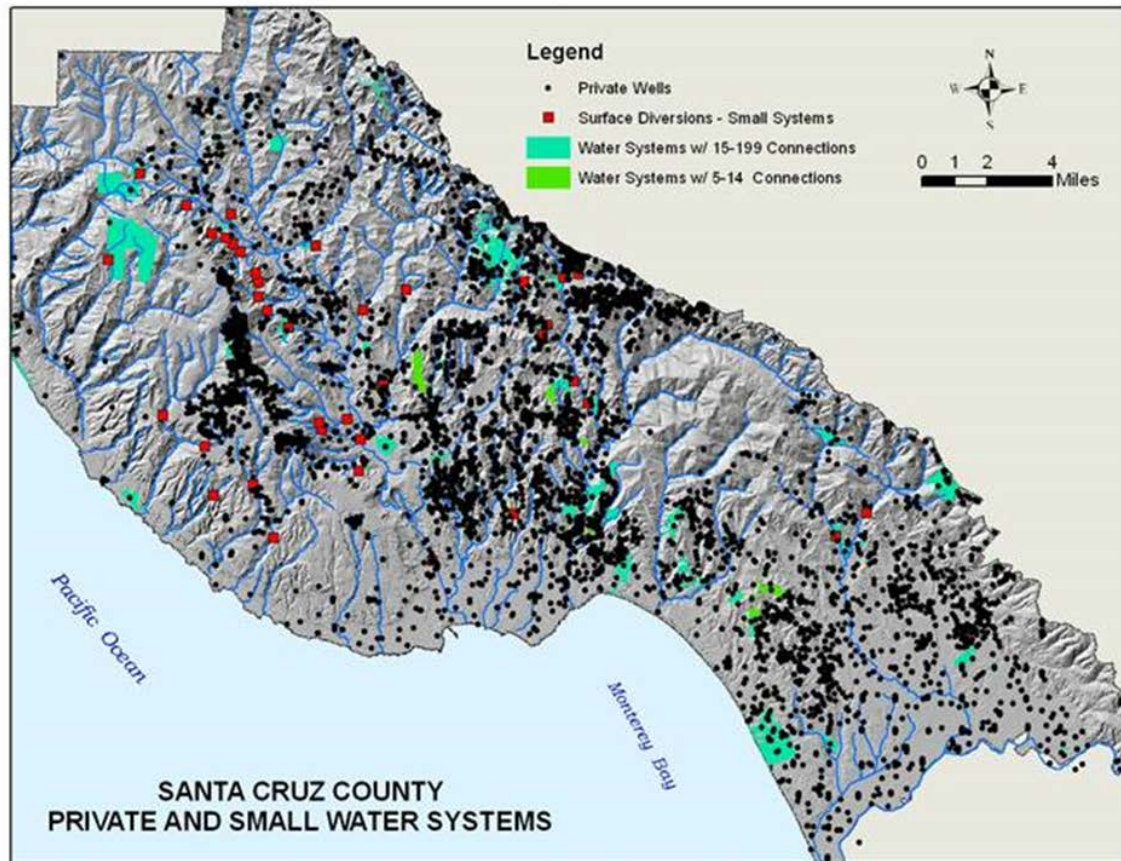 Legend
Private Wells
Surface Diversions - Small Systems
Water Systems w/ 15-199 Connections
Water Systems w/ 5-14 Connections
N
W E
S
0 1 2 4
Miles
Pacific Ocean
Monterey Bay
SANTA CRUZ COUNTY
PRIVATE AND SMALL WATER SYSTEMS